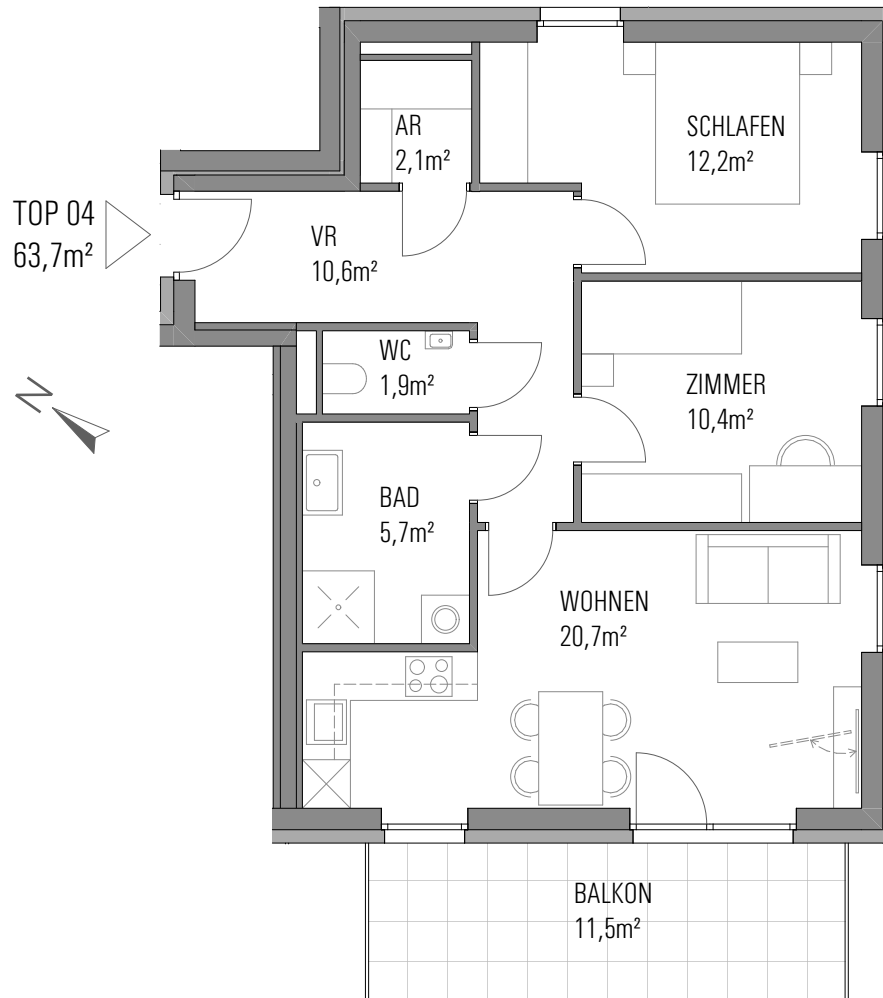 AR
2,1m²
SCHLAFEN
12,2m²
TOP 04
63,7m²
VR
10,6m²
WC
1,9m²
ZIMMER
10,4m²
N
BAD
5,7m²
WOHNEN
20,7m²
BALKON
11,5m²